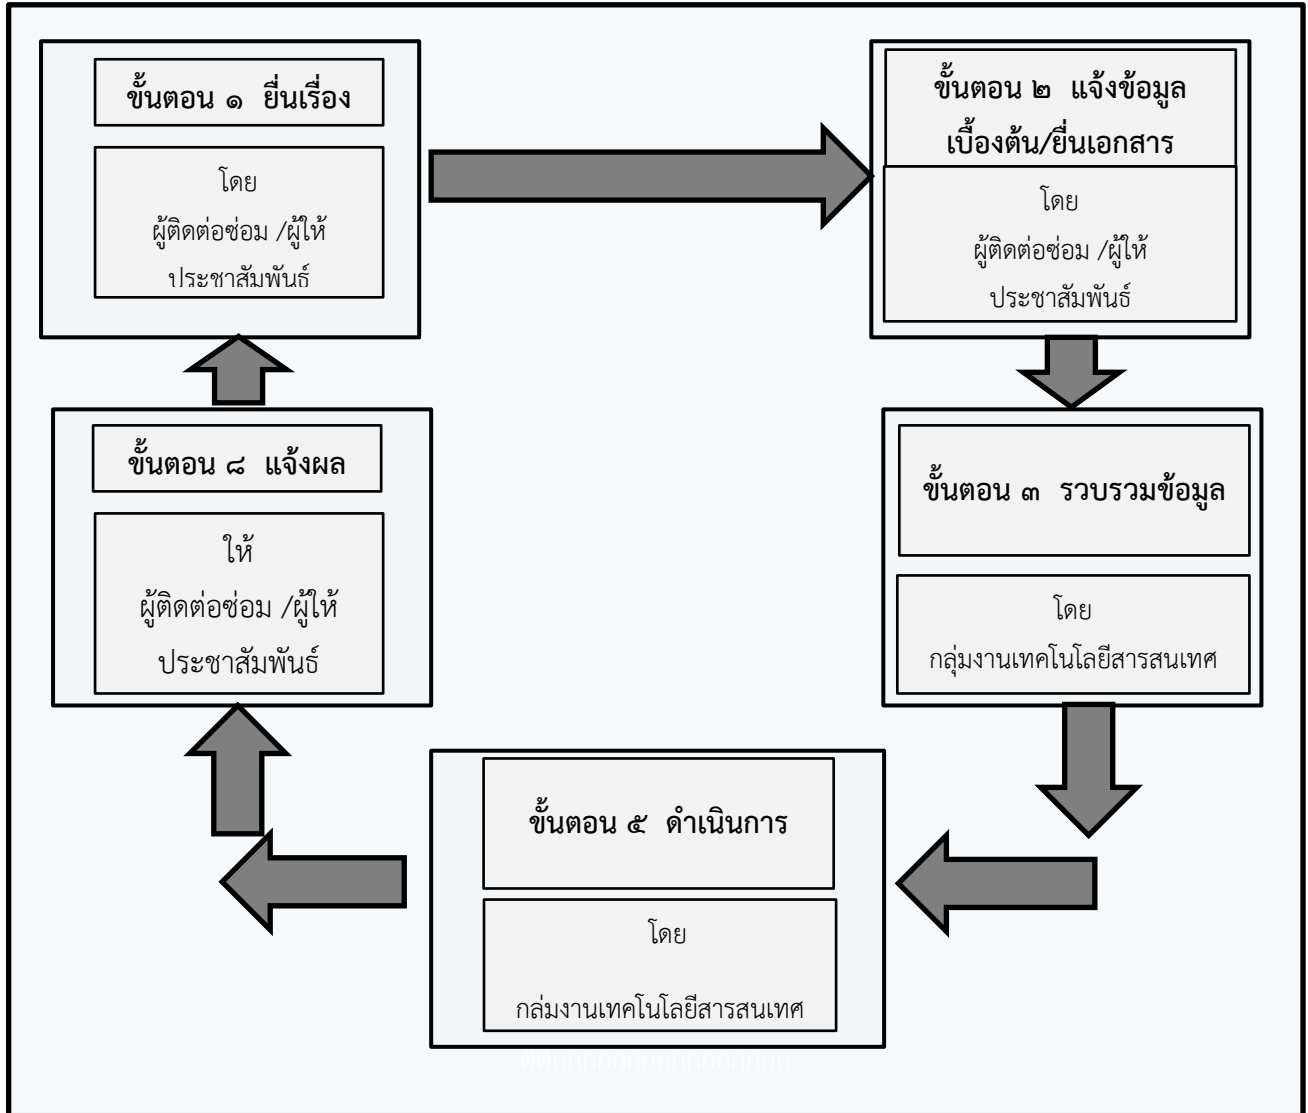 ขั้นตอน ๑ ยื่นเรื่อง
โดย
ผู้ติดต่อซ่อม /ผู้ให้
ประชาสัมพันธ์
ขั้นตอน ๒ แจ้งข้อมูล
เบื้องต้น/ยื่นเอกสาร
โดย
ผู้ติดต่อซ่อม /ผู้ให้
ประชาสัมพันธ์
ขั้นตอน ๓ รวบรวมข้อมูล
โดย
กลุ่มงานเทคโนโลยีสารสนเทศ
ขั้นตอน ๕ ดำเนินการ
โดย
กลุ่มงานเทคโนโลยีสารสนเทศ
ขั้นตอน ๘ แจ้งผล
ให้
ผู้ติดต่อซ่อม /ผู้ให้
ประชาสัมพันธ์